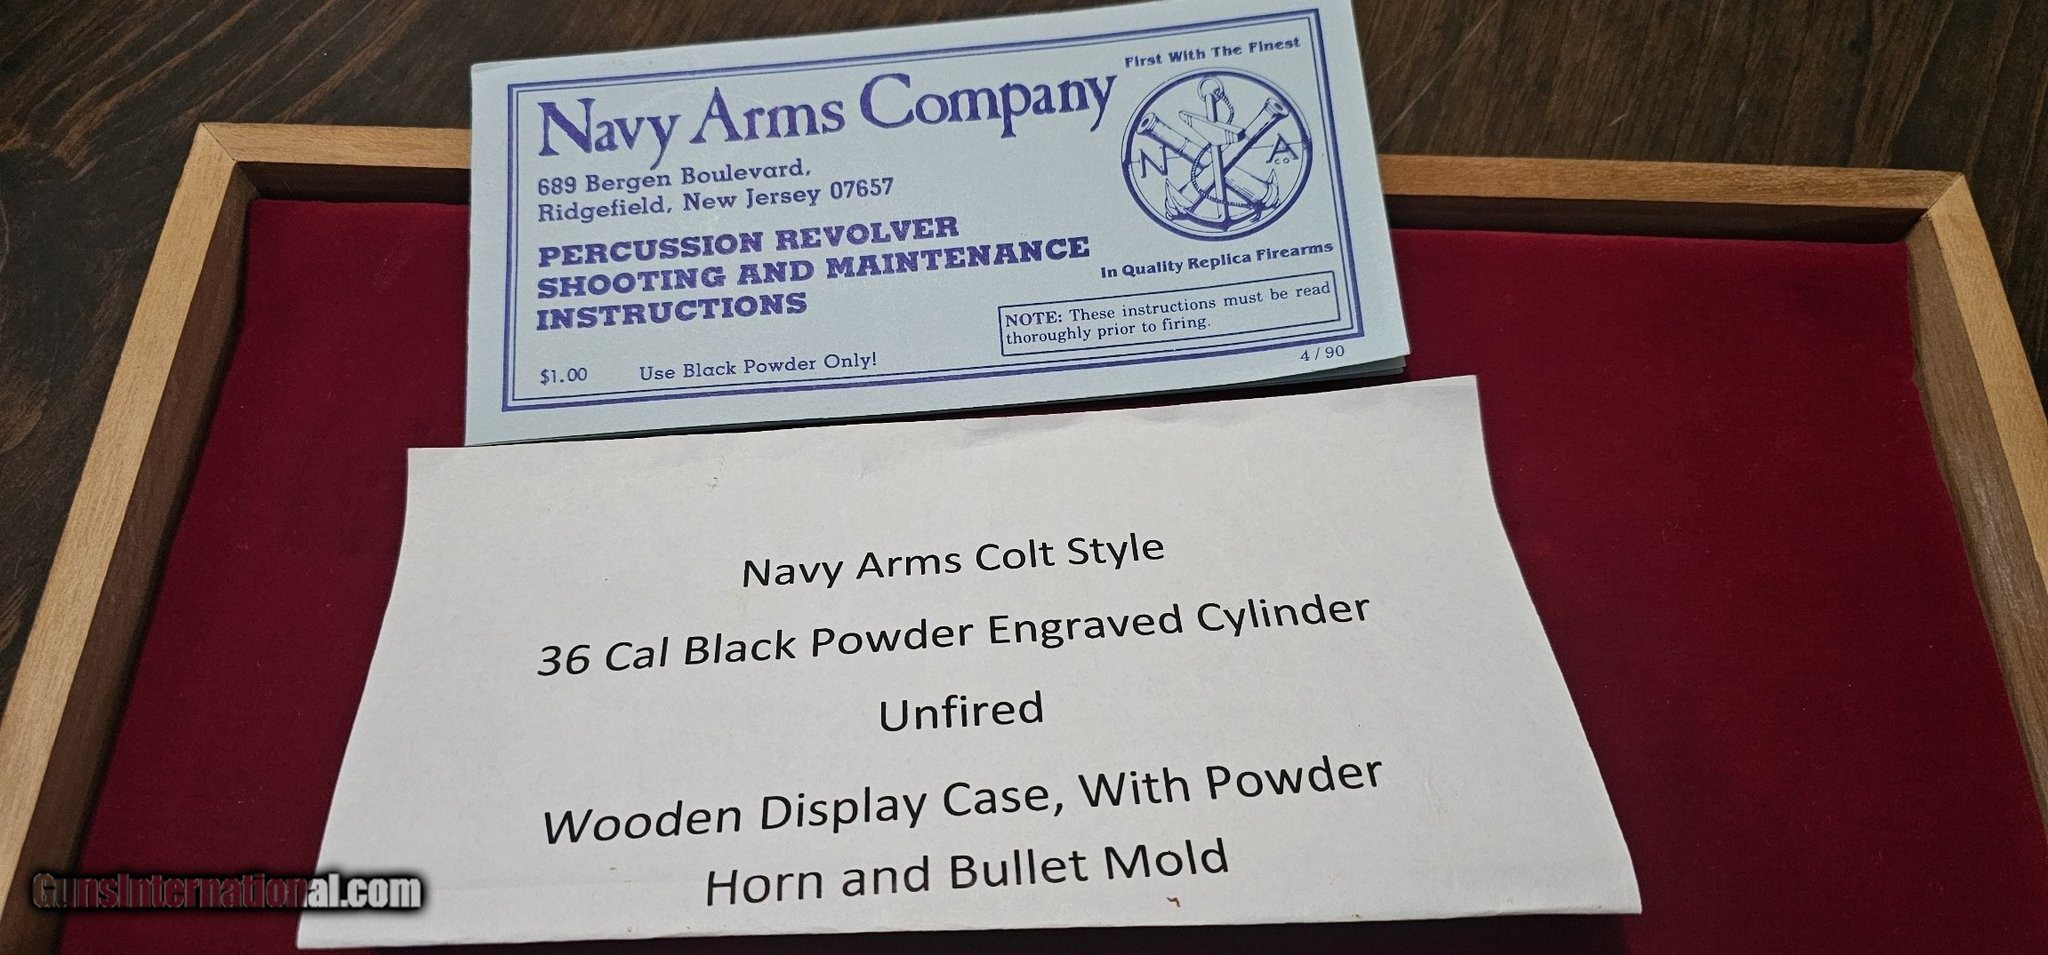 Navy Arms Company
First With The Finest
689 Bergen Boulevard,
Ridgefield, New Jersey 07657
N A
CO
PERCUSSION REVOLVER
SHOOTING AND MAINTENANCE
INSTRUCTIONS
In Quality Replica Firearms
NOTE: These instructions must be read
thoroughly prior to firing.
$1.00 Use Black Powder Only!
4/90
Navy Arms Colt Style
36 Cal Black Powder Engraved Cylinder
Unfired
Wooden Display Case, With Powder
Horn and Bullet Mold
GunsInternational.com